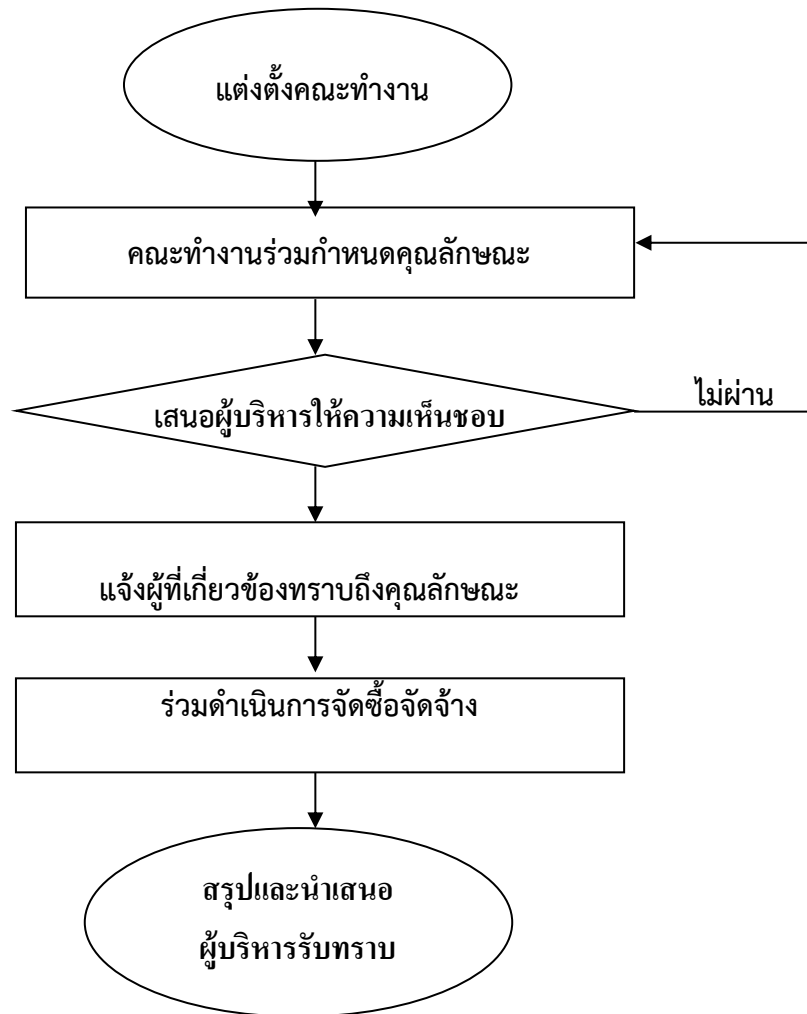 แต่งตั้งคณะทำงาน
คณะทำงานร่วมกำหนดคุณลักษณะ
เสนอผู้บริหารให้ความเห็นชอบ
ไม่ผ่าน
แจ้งผู้ที่เกี่ยวข้องทราบถึงคุณลักษณะ
ร่วมดำเนินการจัดซื้อจัดจ้าง
สรุปและนำเสนอ
ผู้บริหารรับทราบ